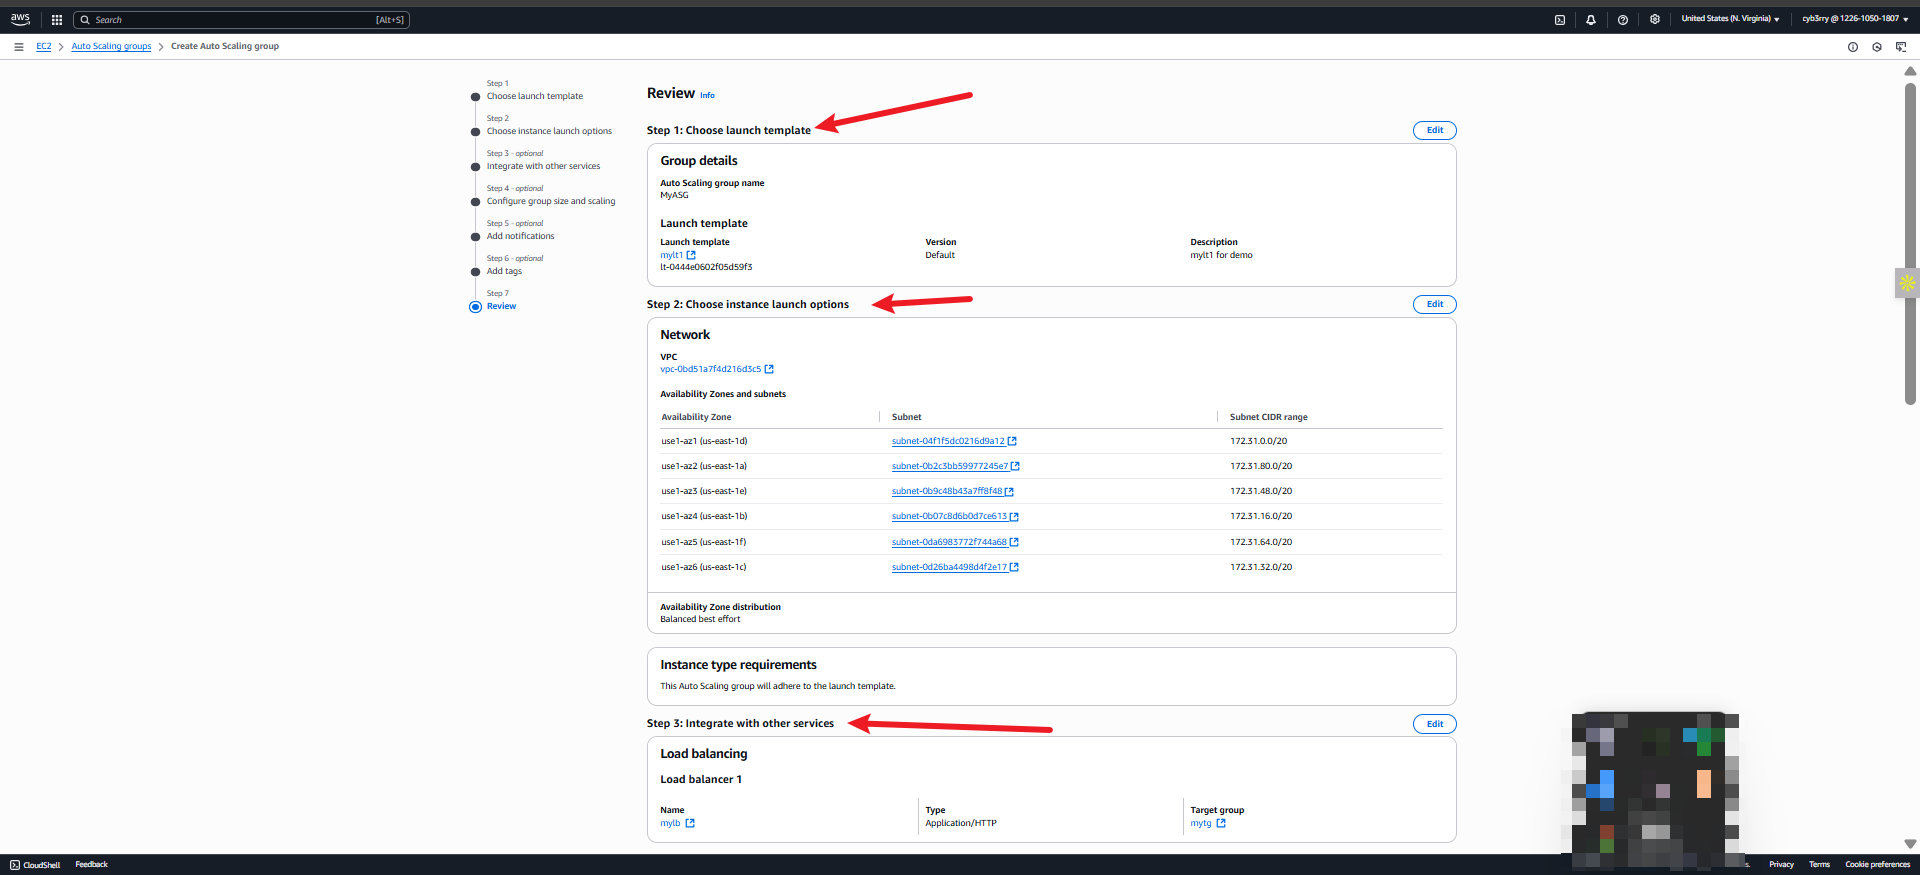 aws
Search [Alt+S]
United States (N. Virginia)
cyb3rry @ 1226-1050-1807
EC2 > Auto Scaling groups > Create Auto Scaling group
Step 1
Choose launch template
Step 2
Choose instance launch options
Step 3 - optional
Integrate with other services
Step 4 - optional
Configure group size and scaling
Step 5 - optional
Add notifications
Step 6 - optional
Add tags
Step 7
Review
Review Info
Step 1: Choose launch template
Edit
Group details
Auto Scaling group name
MyASG
Launch template
Launch template Version Description
mylt1 Default mylt1 for demo
lt-0444e0602f05d59f3
Step 2: Choose instance launch options
Edit
Network
VPC
vpc-0bd51a7f4d216d3c5
Availability Zones and subnets
Availability Zone Subnet Subnet CIDR range
use1-az1 (us-east-1d) subnet-04f1f5dc0216d9a12 172.31.0.0/20
use1-az2 (us-east-1a) subnet-0b2c3bb59977245e7 172.31.80.0/20
use1-az3 (us-east-1e) subnet-0b9c48b43a7ff8f48 172.31.48.0/20
use1-az4 (us-east-1b) subnet-0b07c8d6b0d7ce613 172.31.16.0/20
use1-az5 (us-east-1f) subnet-0da6983772f744a68 172.31.64.0/20
use1-az6 (us-east-1c) subnet-0d26ba4498d4f2e17 172.31.32.0/20
Availability Zone distribution
Balanced best effort
Instance type requirements
This Auto Scaling group will adhere to the launch template.
Step 3: Integrate with other services
Edit
Load balancing
Load balancer 1
Name Type Target group
mylb Application/HTTP mytg
CloudShell Feedback
Privacy Terms Cookie preferences